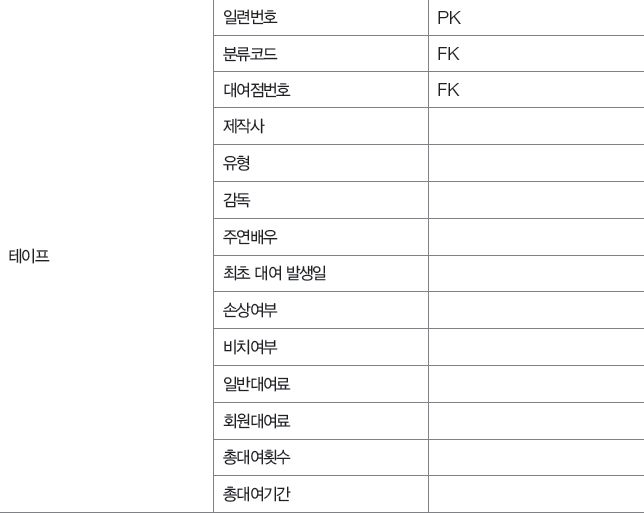 일련번호 PK
분류코드 FK
대여점번호 FK
제작사
유형
감독
주연배우
테이프
최초 대여 발생일
손상여부
비치여부
일반대여료
회원대여료
총대여횟수
총대여기간